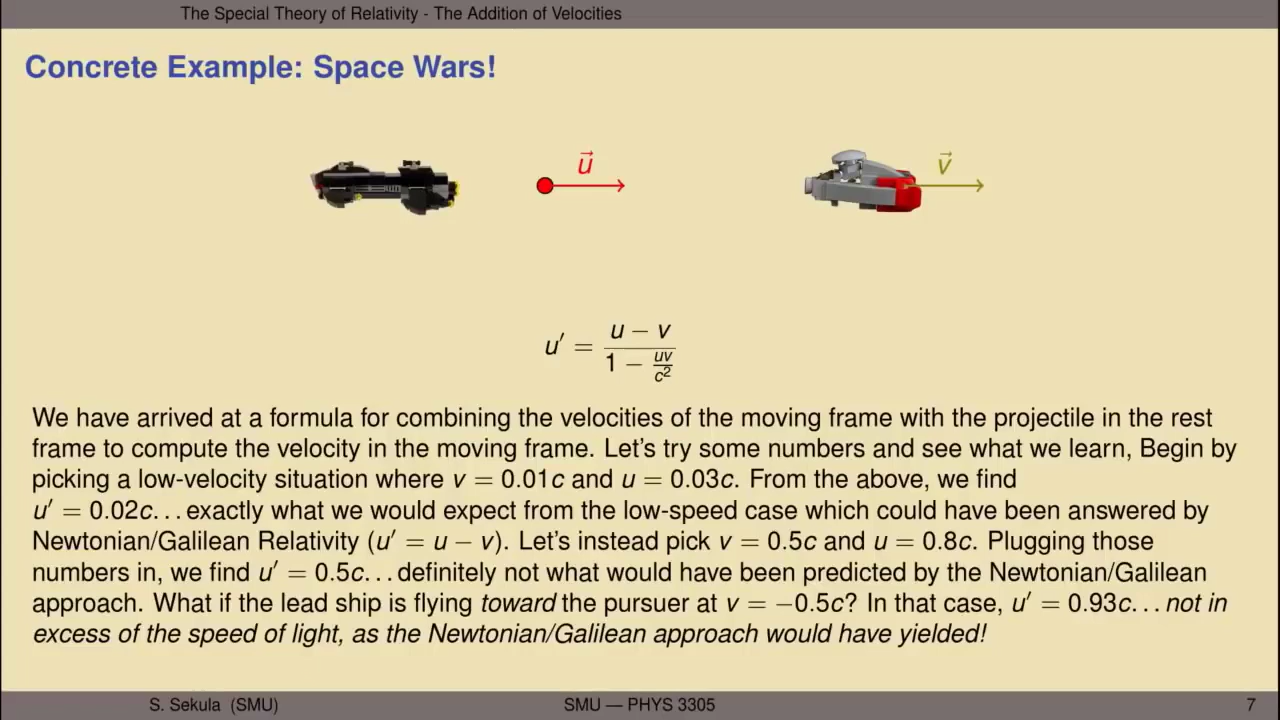 The Special Theory of Relativity - The Addition of Velocities
Concrete Example: Space Wars!
u⃗
v⃗
u′ = (u − v) / (1 − uv/c²)
We have arrived at a formula for combining the velocities of the moving frame with the projectile in the rest
frame to compute the velocity in the moving frame. Let's try some numbers and see what we learn, Begin by
picking a low-velocity situation where v = 0.01c and u = 0.03c. From the above, we find
u′ = 0.02c... exactly what we would expect from the low-speed case which could have been answered by
Newtonian/Galilean Relativity (u′ = u − v). Let's instead pick v = 0.5c and u = 0.8c. Plugging those
numbers in, we find u′ = 0.5c... definitely not what would have been predicted by the Newtonian/Galilean
approach. What if the lead ship is flying toward the pursuer at v = −0.5c? In that case, u′ = 0.93c... not in
excess of the speed of light, as the Newtonian/Galilean approach would have yielded!
S. Sekula (SMU)
SMU — PHYS 3305
7